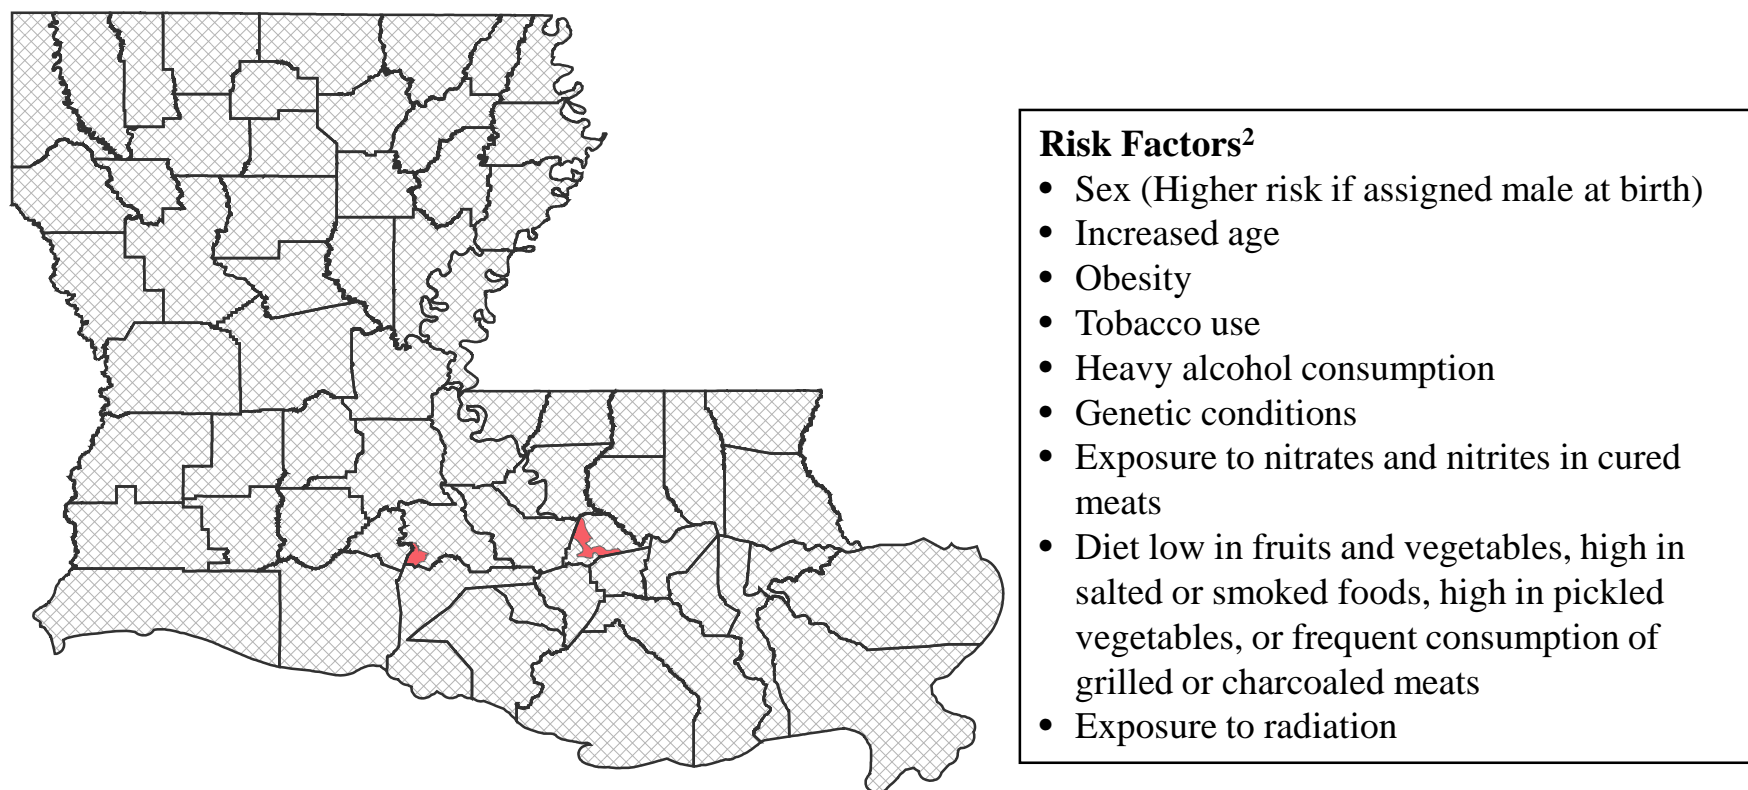 Risk Factors²
• Sex (Higher risk if assigned male at birth)
• Increased age
• Obesity
• Tobacco use
• Heavy alcohol consumption
• Genetic conditions
• Exposure to nitrates and nitrites in cured
meats
• Diet low in fruits and vegetables, high in
salted or smoked foods, high in pickled
vegetables, or frequent consumption of
grilled or charcoaled meats
• Exposure to radiation